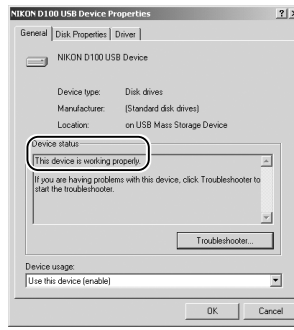 NIKON D100 USB Device Properties
General Disk Properties Driver
NIKON D100 USB Device
Device type: Disk drives
Manufacturer: (Standard disk drives)
Location: on USB Mass Storage Device
Device status
This device is working properly.
If you are having problems with this device, click Troubleshooter to
start the troubleshooter.
Troubleshooter...
Device usage:
Use this device (enable)
OK Cancel